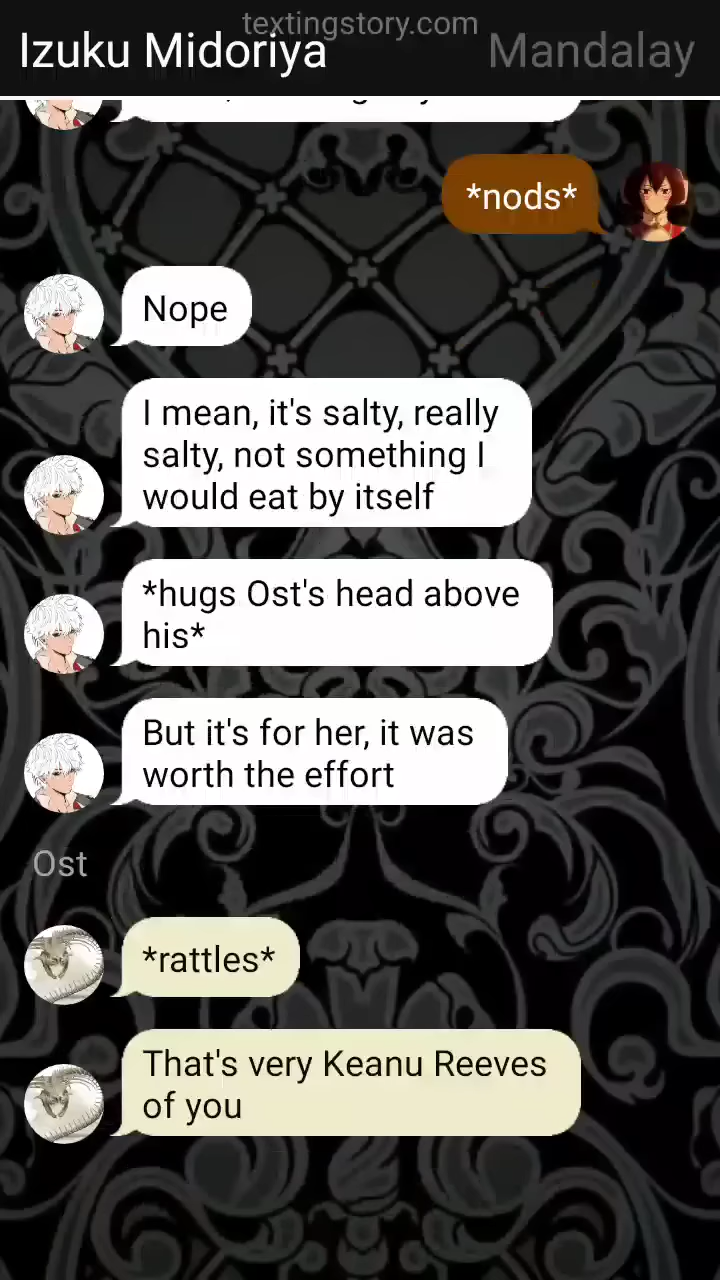 textingstory.com
Izuku Midoriya
Mandalay
*nods*
Nope
I mean, it's salty, really
salty, not something I
would eat by itself
*hugs Ost's head above
his*
But it's for her, it was
worth the effort
Ost
*rattles*
That's very Keanu Reeves
of you